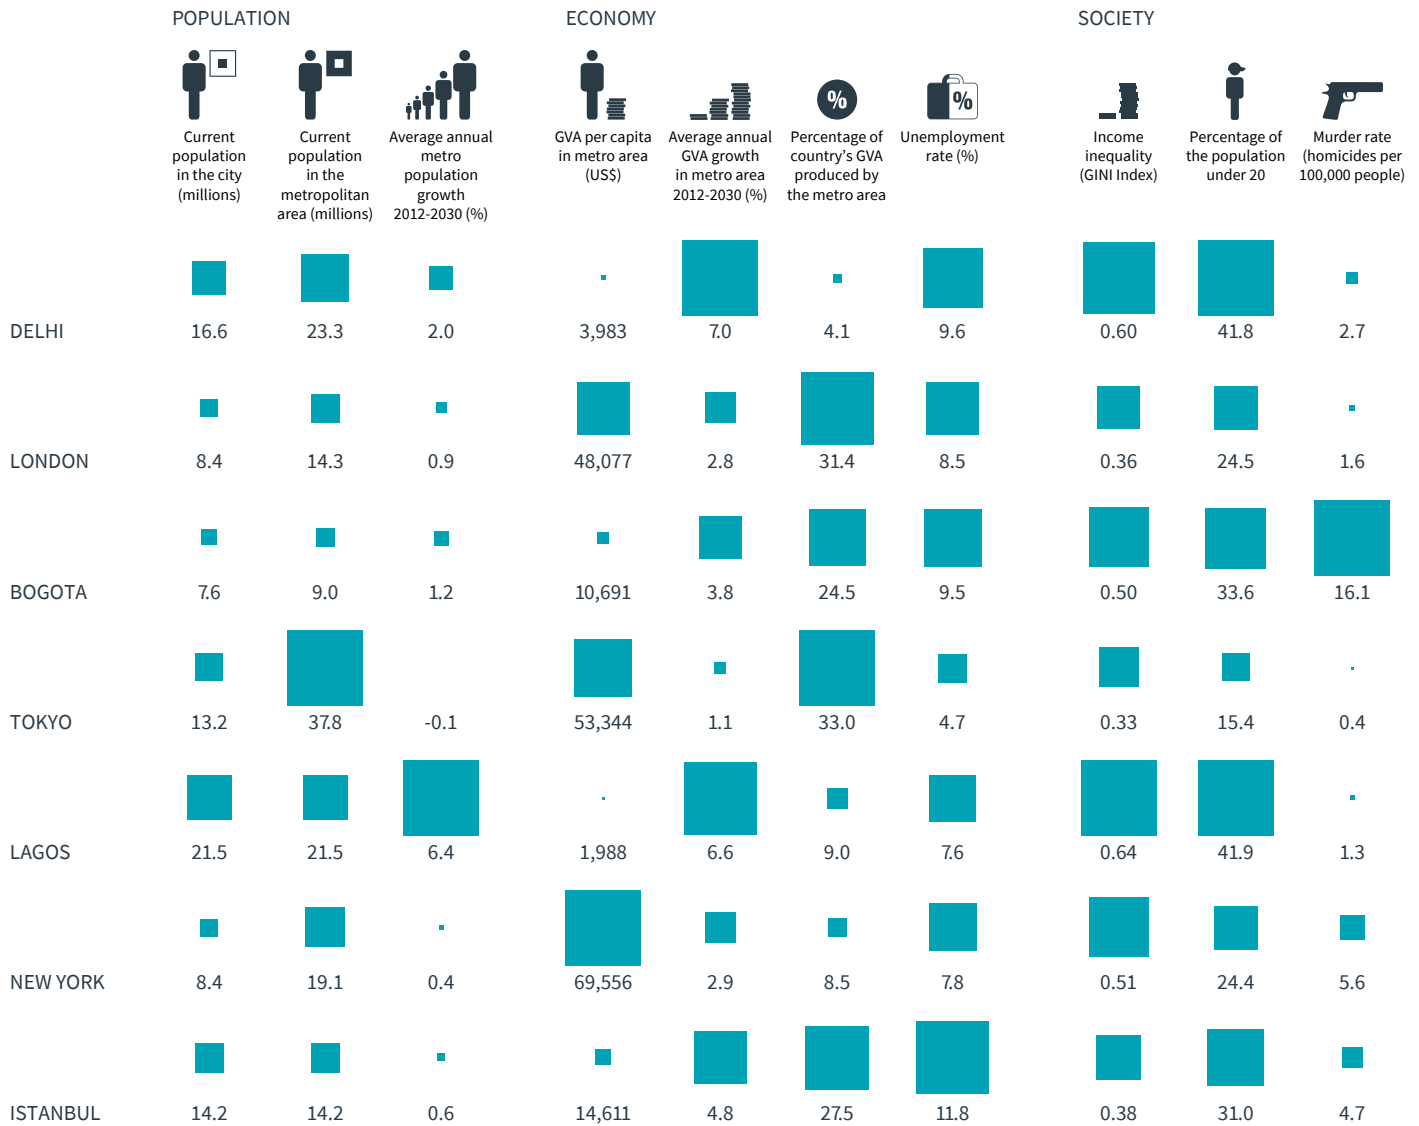 POPULATION ECONOMY SOCIETY
% %
Current
population
in the city
(millions)
Current
population
in the
metropolitan
area (millions)
Average annual
metro
population
growth
2012-2030 (%)
GVA per capita
in metro area
(US$)
Average annual
GVA growth
in metro area
2012-2030 (%)
Percentage of
country's GVA
produced by
the metro area
Unemployment
rate (%)
Income
inequality
(GINI Index)
Percentage of
the population
under 20
Murder rate
(homicides per
100,000 people)
DELHI 16.6 23.3 2.0 3,983 7.0 4.1 9.6 0.60 41.8 2.7
LONDON 8.4 14.3 0.9 48,077 2.8 31.4 8.5 0.36 24.5 1.6
BOGOTA 7.6 9.0 1.2 10,691 3.8 24.5 9.5 0.50 33.6 16.1
TOKYO 13.2 37.8 -0.1 53,344 1.1 33.0 4.7 0.33 15.4 0.4
LAGOS 21.5 21.5 6.4 1,988 6.6 9.0 7.6 0.64 41.9 1.3
NEW YORK 8.4 19.1 0.4 69,556 2.9 8.5 7.8 0.51 24.4 5.6
ISTANBUL 14.2 14.2 0.6 14,611 4.8 27.5 11.8 0.38 31.0 4.7